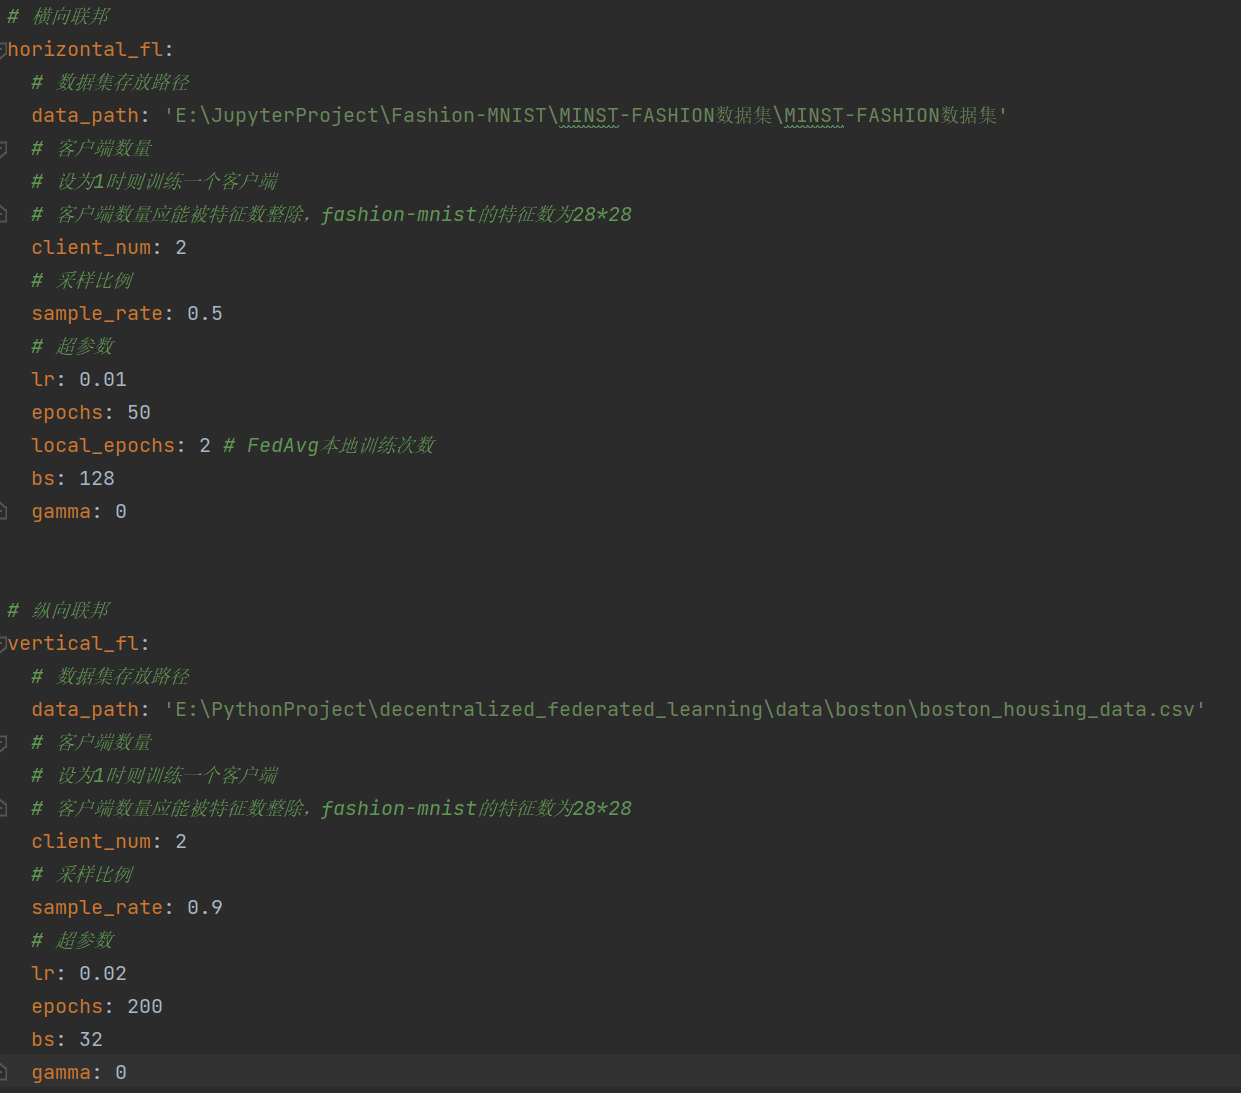 # 横向联邦
horizontal_fl:
# 数据集存放路径
data_path: 'E:\JupyterProject\Fashion-MNIST\MINST-FASHION数据集\MINST-FASHION数据集'
# 客户端数量
# 设为1时则训练一个客户端
# 客户端数量应能被特征数整除，fashion-mnist的特征数为28*28
client_num: 2
# 采样比例
sample_rate: 0.5
# 超参数
lr: 0.01
epochs: 50
local_epochs: 2 # FedAvg本地训练次数
bs: 128
gamma: 0
# 纵向联邦
vertical_fl:
# 数据集存放路径
data_path: 'E:\PythonProject\decentralized_federated_learning\data\boston\boston_housing_data.csv'
# 客户端数量
# 设为1时则训练一个客户端
# 客户端数量应能被特征数整除，fashion-mnist的特征数为28*28
client_num: 2
# 采样比例
sample_rate: 0.9
# 超参数
lr: 0.02
epochs: 200
bs: 32
gamma: 0